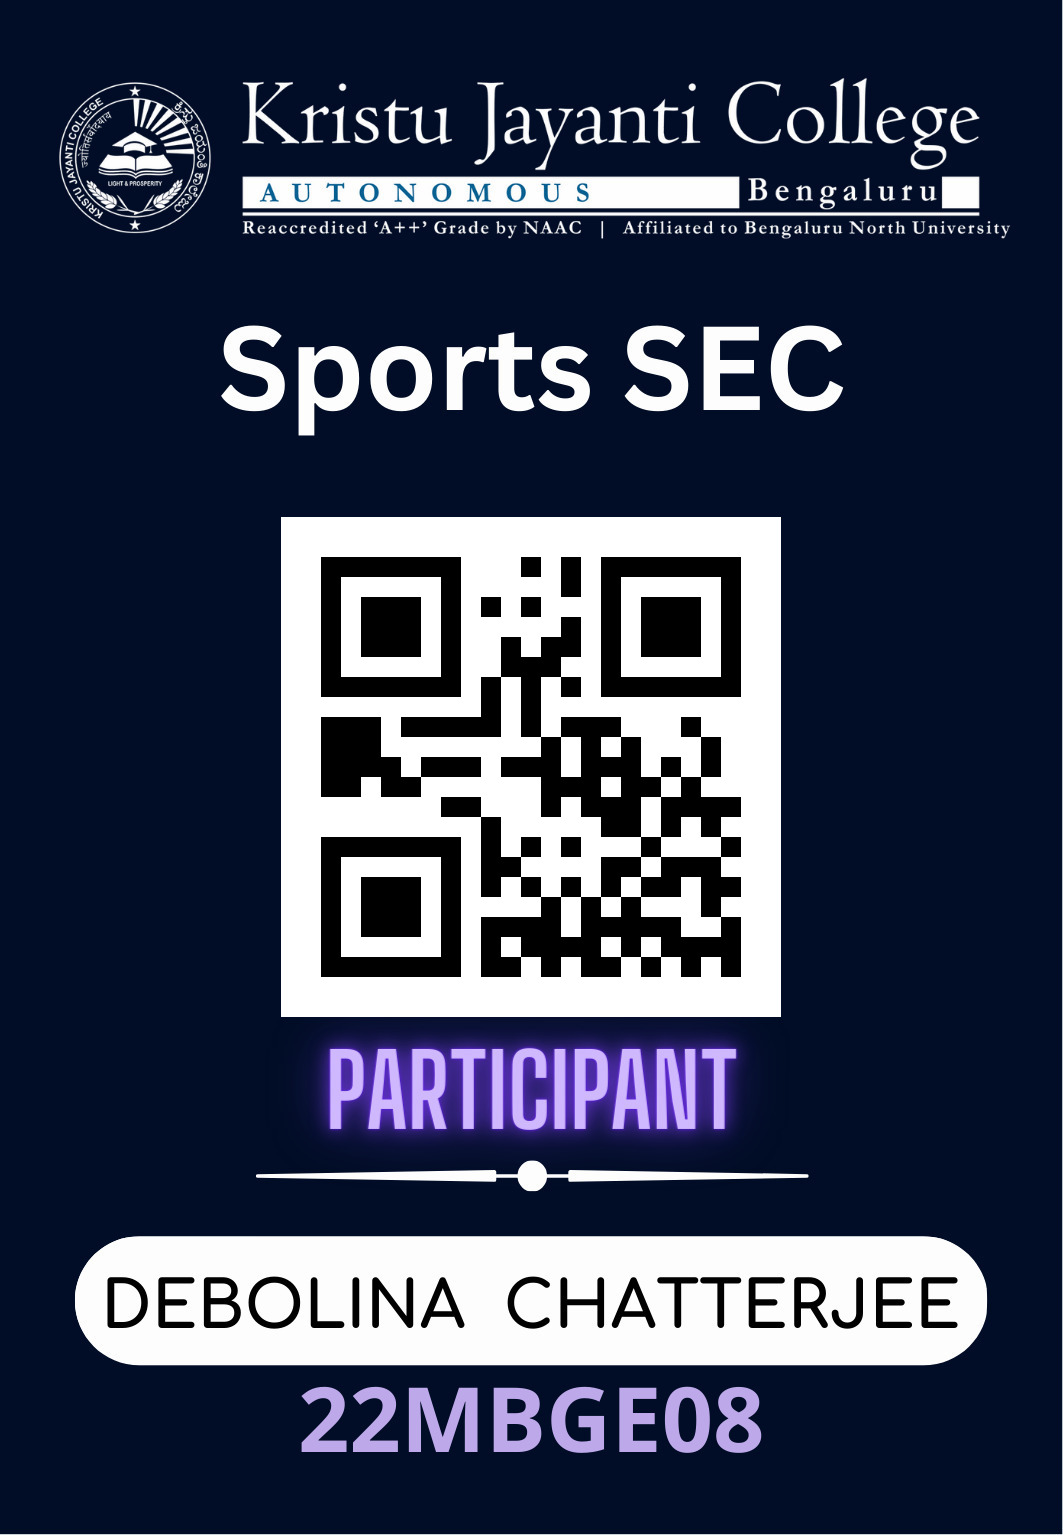 KRISTU JAYANTI COLLEGE
ज्योतिर्समृद्धिश्च
LIGHT & PROSPERITY
Kristu Jayanti College
AUTONOMOUS Bengaluru
Reaccredited ‘A++’ Grade by NAAC | Affiliated to Bengaluru North University
Sports SEC
PARTICIPANT
DEBOLINA CHATTERJEE
22MBGE08